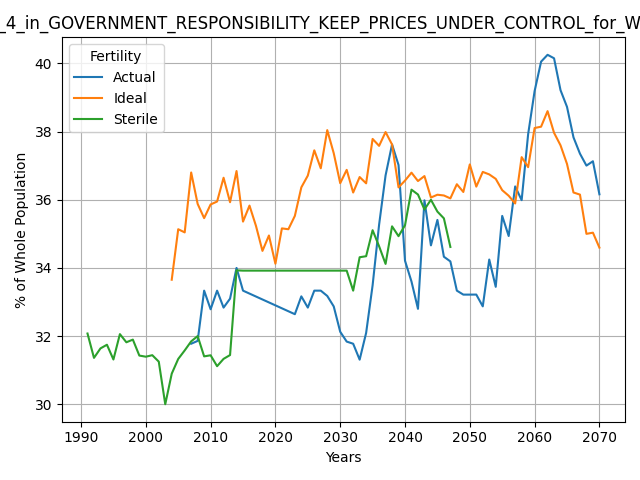 _4_in_GOVERNMENT_RESPONSIBILITY_KEEP_PRICES_UNDER_CONTROL_for_W
Fertility
Actual
Ideal
Sterile
% of Whole Population
40
38
36
34
32
30
1990 2000 2010 2020 2030 2040 2050 2060 2070
Years